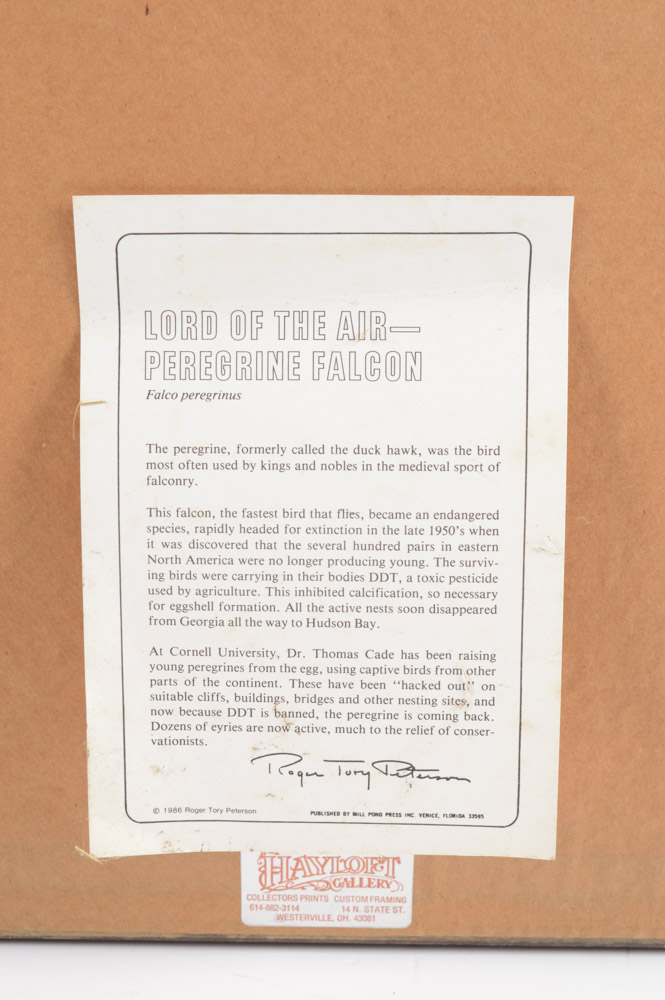 LORD OF THE AIR—
PEREGRINE FALCON
Falco peregrinus
The peregrine, formerly called the duck hawk, was the bird
most often used by kings and nobles in the medieval sport of
falconry.
This falcon, the fastest bird that flies, became an endangered
species, rapidly headed for extinction in the late 1950's when
it was discovered that the several hundred pairs in eastern
North America were no longer producing young. The surviv-
ing birds were carrying in their bodies DDT, a toxic pesticide
used by agriculture. This inhibited calcification, so necessary
for eggshell formation. All the active nests soon disappeared
from Georgia all the way to Hudson Bay.
At Cornell University, Dr. Thomas Cade has been raising
young peregrines from the egg, using captive birds from other
parts of the continent. These have been "hacked out" on
suitable cliffs, buildings, bridges and other nesting sites, and
now because DDT is banned, the peregrine is coming back.
Dozens of eyries are now active, much to the relief of conser-
vationists.
Roger Tory Peterson
© 1986 Roger Tory Peterson
PUBLISHED BY MILL POND PRESS INC. VENICE, FLORIDA 33595
HAYLOFT
GALLERY
COLLECTORS PRINTS CUSTOM FRAMING
614-882-3114 14 N. STATE ST.
WESTERVILLE, OH. 43081